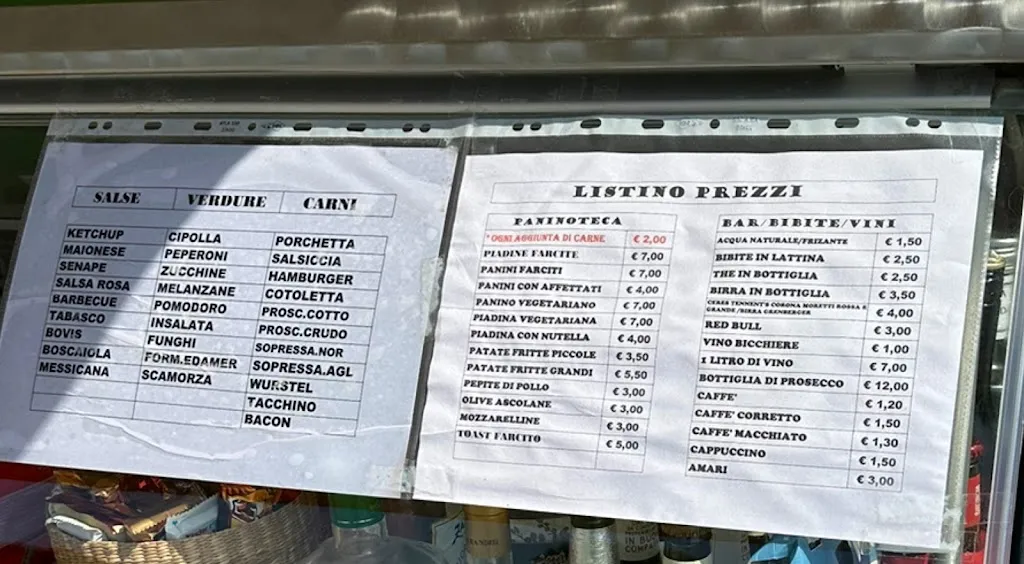 SALSE VERDURE CARNI
KETCHUP CIPOLLA PORCHETTA
MAIONESE PEPERONI SALSICCIA
SENAPE ZUCCHINE HAMBURGER
SALSA ROSA MELANZANE COTOLETTA
BARBECUE POMODORO PROSC.COTTO
TABASCO INSALATA PROSC.CRUDO
BOVIS FUNGHI SOPRESSA.NOR
BOSCAIOLA FORM.EDAMER SOPRESSA.AGL
MESSICANA SCAMORZA WURSTEL
TACCHINO
BACON
LISTINO PREZZI
PANINOTECA
*OGNI AGGIUNTA DI CARNE € 2,00
PIADINE FARCITE € 7,00
PANINI FARCITI € 7,00
PANINI CON AFFETTATI € 4,00
PANINO VEGETARIANO € 7,00
PIADINA VEGETARIANA € 7,00
PIADINA CON NUTELLA € 4,00
PATATE FRITTE PICCOLE € 3,50
PATATE FRITTE GRANDI € 5,50
PEPITE DI POLLO € 3,00
OLIVE ASCOLANE € 3,00
MOZZARELLINE € 3,00
TOAST FARCITO € 5,00
BAR/BIBITE/VINI
ACQUA NATURALE/FRIZANTE € 1,50
BIBITE IN LATTINA € 2,50
THE IN BOTTIGLIA € 2,50
BIRRA IN BOTTIGLIA € 3,50
CERES TENNENT'S CORONA MORETTI ROSSA E
GRANDE/BIRRA GRENBERGER € 4,00
RED BULL € 3,00
VINO BICCHIERE € 1,00
1 LITRO DI VINO € 7,00
BOTTIGLIA DI PROSECCO € 12,00
CAFFE' € 1,20
CAFFE' CORRETTO € 1,50
CAFFE' MACCHIATO € 1,30
CAPPUCCINO € 1,50
AMARI € 3,00